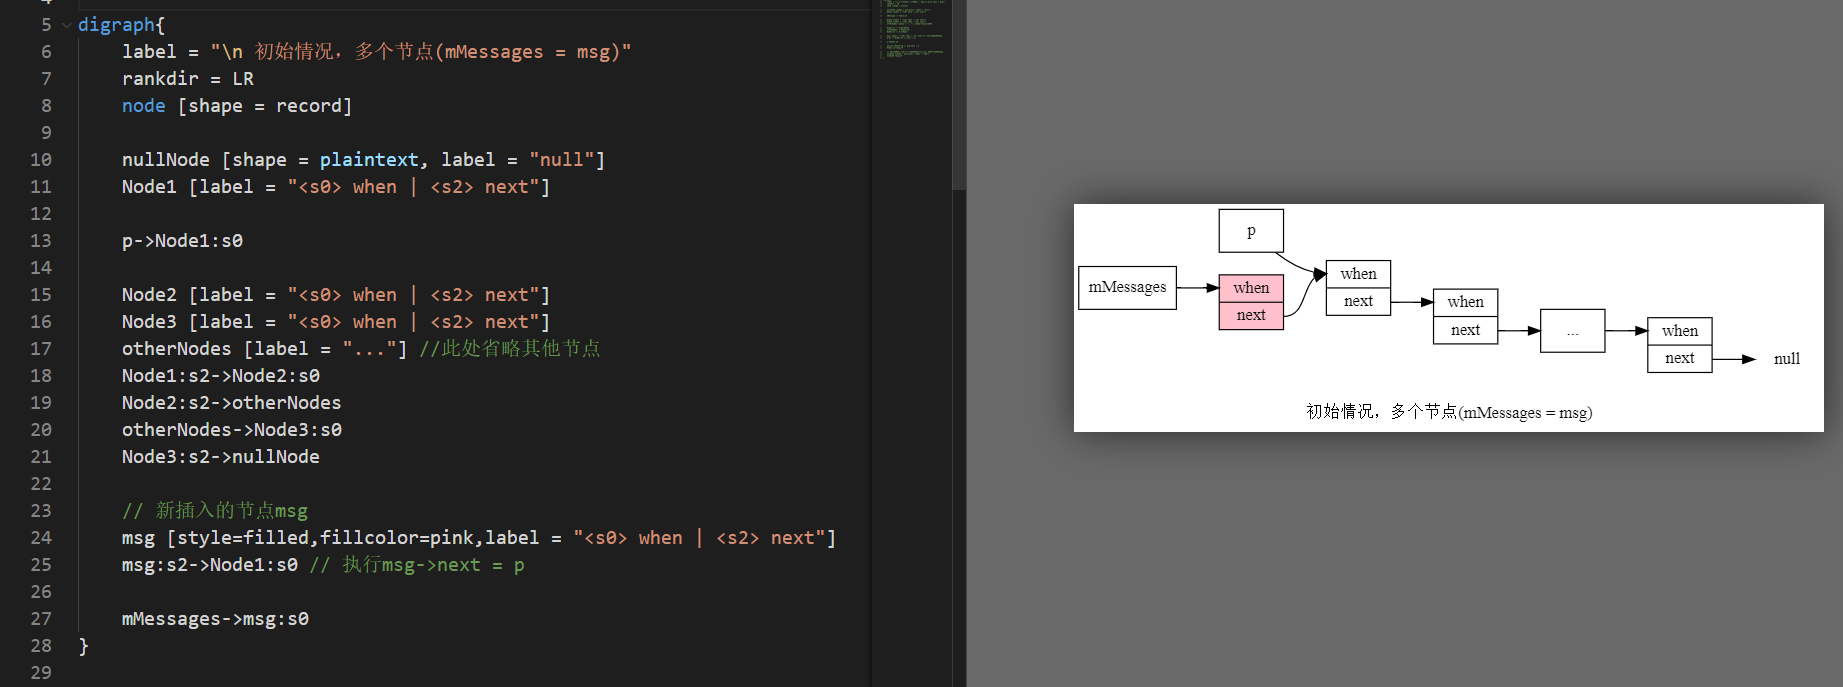 4
5 digraph{
6 label = "\n 初始情况，多个节点(mMessages = msg)"
7 rankdir = LR
8 node [shape = record]
9
10 nullNode [shape = plaintext, label = "null"]
11 Node1 [label = "<s0> when | <s2> next"]
12
13 p->Node1:s0
14
15 Node2 [label = "<s0> when | <s2> next"]
16 Node3 [label = "<s0> when | <s2> next"]
17 otherNodes [label = "..."] //此处省略其他节点
18 Node1:s2->Node2:s0
19 Node2:s2->otherNodes
20 otherNodes->Node3:s0
21 Node3:s2->nullNode
22
23 // 新插入的节点msg
24 msg [style=filled,fillcolor=pink,label = "<s0> when | <s2> next"]
25 msg:s2->Node1:s0 // 执行msg->next = p
26
27 mMessages->msg:s0
28 }
29
p
mMessages
when
next
when
next
when
next
...
when
next
null
初始情况，多个节点(mMessages = msg)